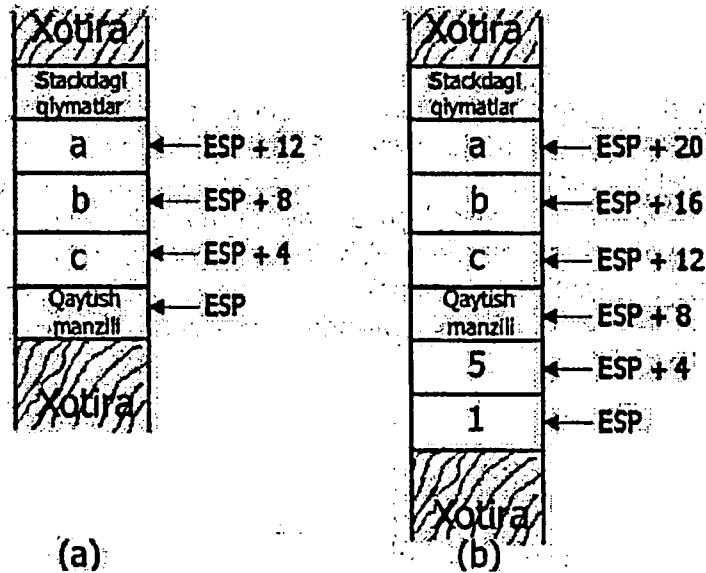 Xotira
Stackdagi
qiymatlar
a
ESP + 12
b
ESP + 8
c
ESP + 4
Qaytish
manzili
ESP
Xotira
(a)
Xotira
Stackdagi
qiymatlar
a
ESP + 20
b
ESP + 16
c
ESP + 12
Qaytish
manzili
ESP + 8
5
ESP + 4
1
ESP
Xotira
(b)